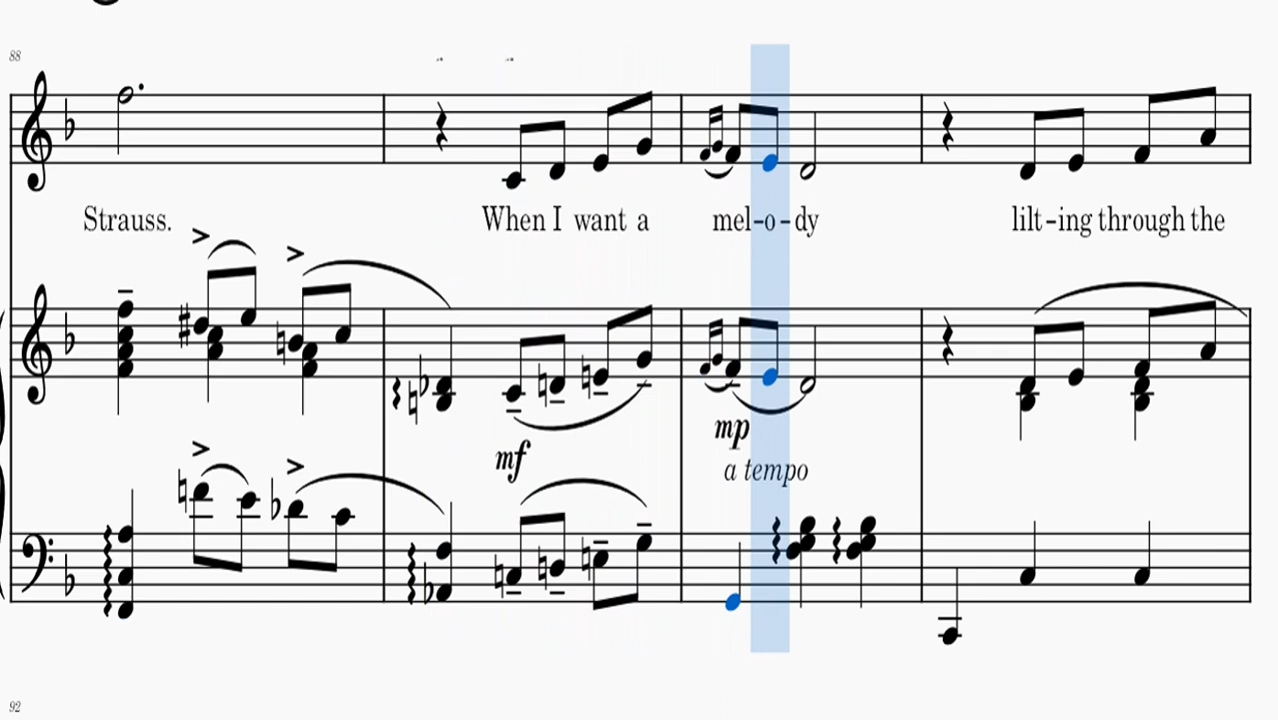 88
Strauss. When I want a mel-o-dy lilt-ing through the
mf
mp
a tempo
92